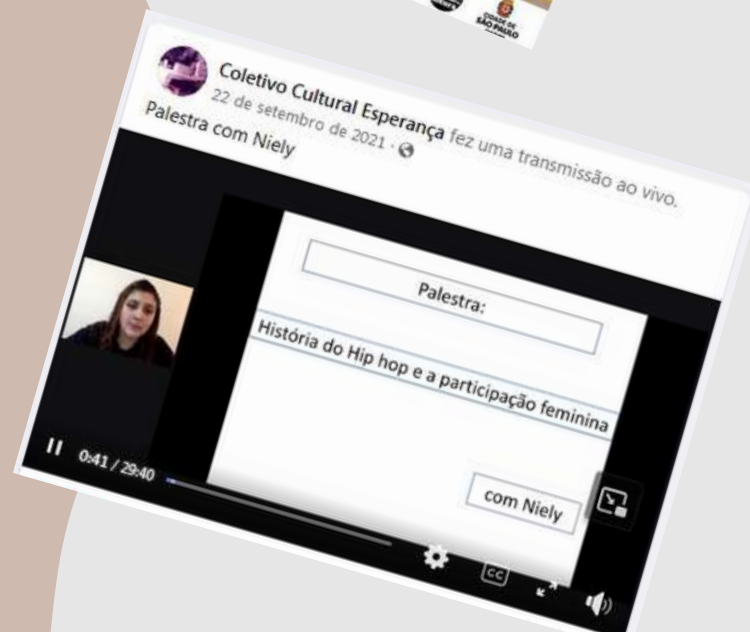 CIDADE DE
SÃO PAULO
Coletivo Cultural Esperança fez uma transmissão ao vivo.
22 de setembro de 2021 ·
Palestra com Niely
Palestra:
História do Hip hop e a participação feminina
com Niely
0:41 / 29:40
CC